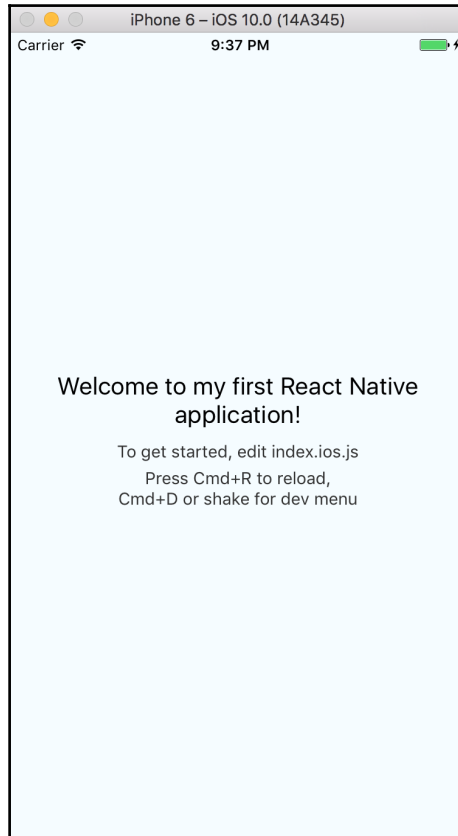 iPhone 6 – iOS 10.0 (14A345)
Carrier 9:37 PM
Welcome to my first React Native
application!
To get started, edit index.ios.js
Press Cmd+R to reload,
Cmd+D or shake for dev menu